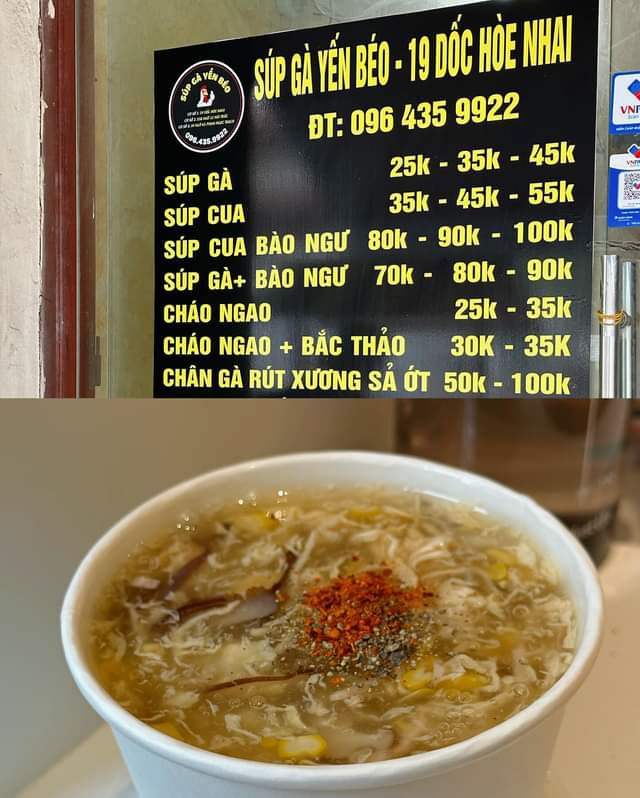 SÚP GÀ YẾN BÉO - 19 DỐC HÒE NHAI
SÚP GÀ YẾN BÉO
096.435.9922
ĐT: 096 435 9922
SÚP GÀ 25k - 35k - 45k
SÚP CUA 35k - 45k - 55k
SÚP CUA BÀO NGƯ 80k - 90k - 100k
SÚP GÀ+ BÀO NGƯ 70k - 80k - 90k
CHÁO NGAO 25k - 35k
CHÁO NGAO + BẮC THẢO 30K - 35K
CHÂN GÀ RÚT XƯƠNG SẢ ỚT 50k - 100k